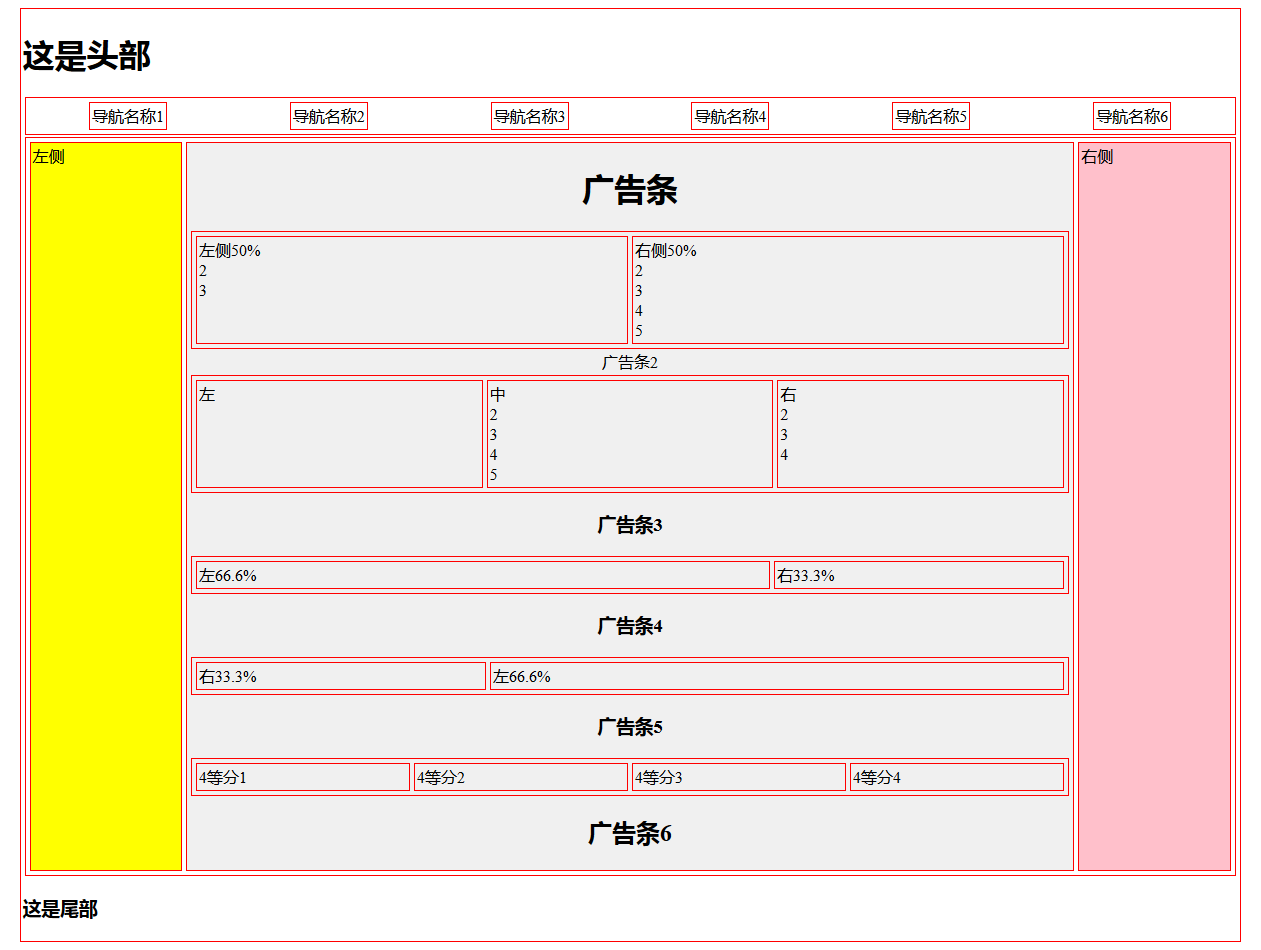 这是头部
导航名称1 导航名称2 导航名称3 导航名称4 导航名称5 导航名称6
左侧
广告条
左侧50%
2
3
右侧50%
2
3
4
5
广告条2
左
中
2
3
4
5
右
2
3
4
广告条3
左66.6% 右33.3%
广告条4
右33.3% 左66.6%
广告条5
4等分1 4等分2 4等分3 4等分4
广告条6
右侧
这是尾部